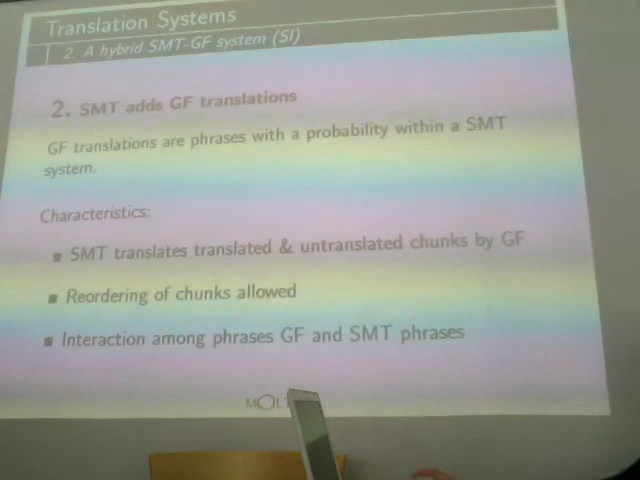 Translation Systems
2 A hybrid SMT-GF system (SI)
2. SMT adds GF translations
GF translations are phrases with a probability within a SMT
system.
Characteristics:
SMT translates translated & untranslated chunks by GF
Reordering of chunks allowed
Interaction among phrases GF and SMT phrases